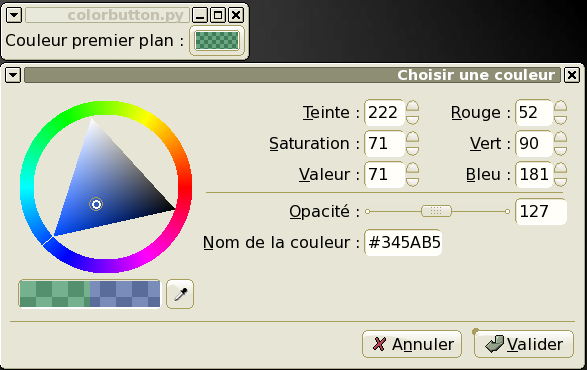 colorbutton.py
Couleur premier plan :
Choisir une couleur
Teinte : 222 Rouge : 52
Saturation : 71 Vert : 90
Valeur : 71 Bleu : 181
Opacité : 127
Nom de la couleur : #345AB5
Annuler Valider